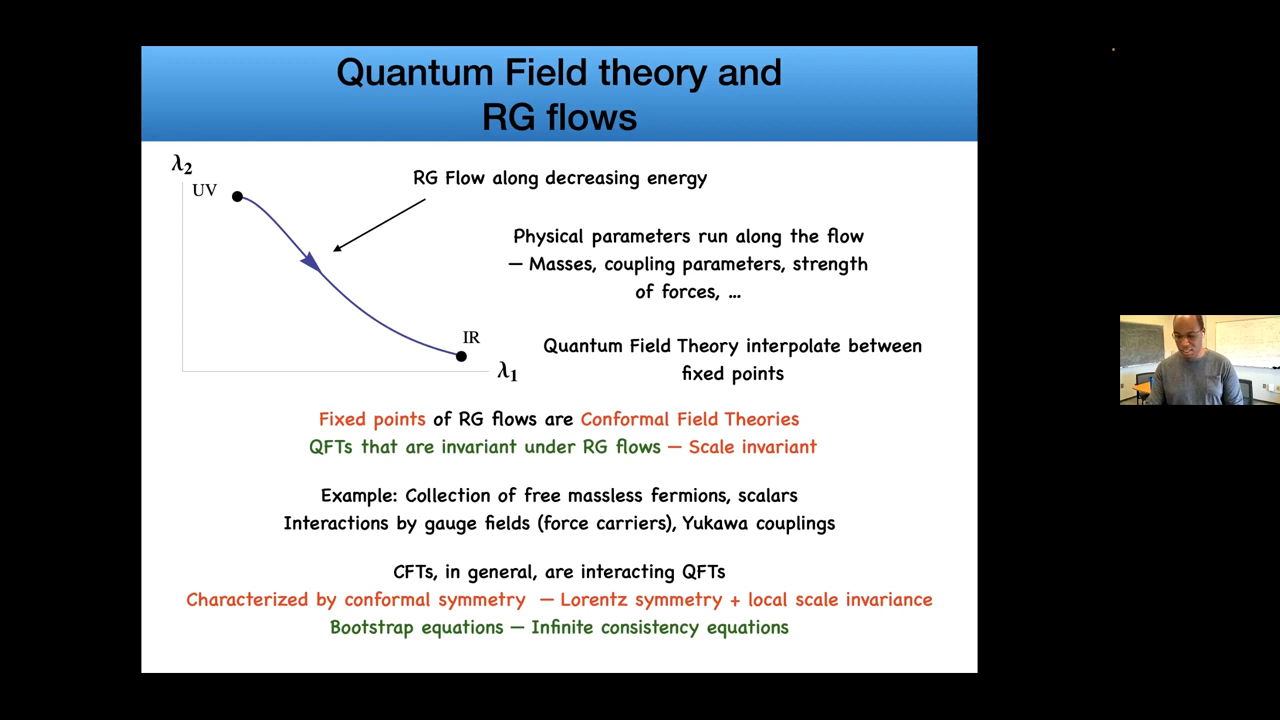 Quantum Field theory and
RG flows
λ2
UV
RG Flow along decreasing energy
Physical parameters run along the flow
— Masses, coupling parameters, strength
of forces, ...
IR
λ1
Quantum Field Theory interpolate between
fixed points
Fixed points of RG flows are Conformal Field Theories
QFTs that are invariant under RG flows — Scale invariant
Example: Collection of free massless fermions, scalars
Interactions by gauge fields (force carriers), Yukawa couplings
CFTs, in general, are interacting QFTs
Characterized by conformal symmetry — Lorentz symmetry + local scale invariance
Bootstrap equations — Infinite consistency equations